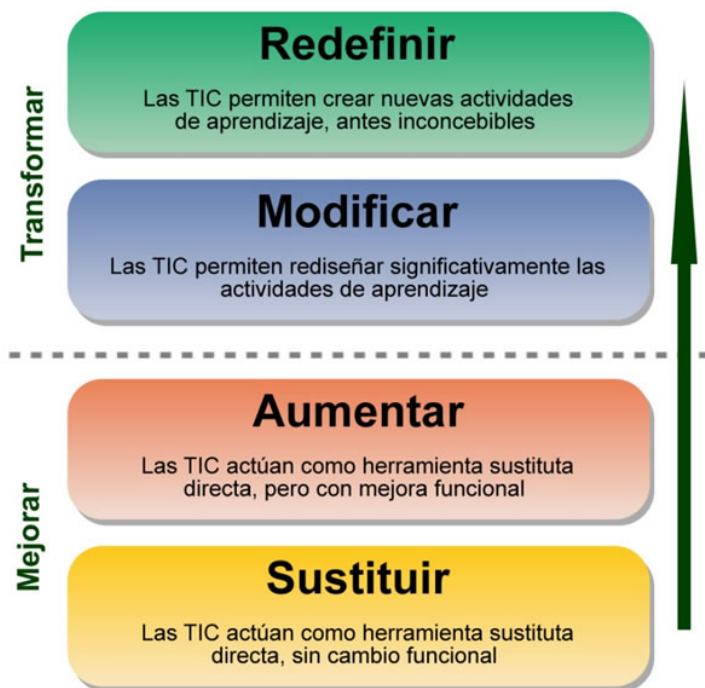 Transformar
Redefinir
Las TIC permiten crear nuevas actividades
de aprendizaje, antes inconcebibles
Modificar
Las TIC permiten rediseñar significativamente las
actividades de aprendizaje
Mejorar
Aumentar
Las TIC actúan como herramienta sustituta
directa, pero con mejora funcional
Sustituir
Las TIC actúan como herramienta sustituta
directa, sin cambio funcional